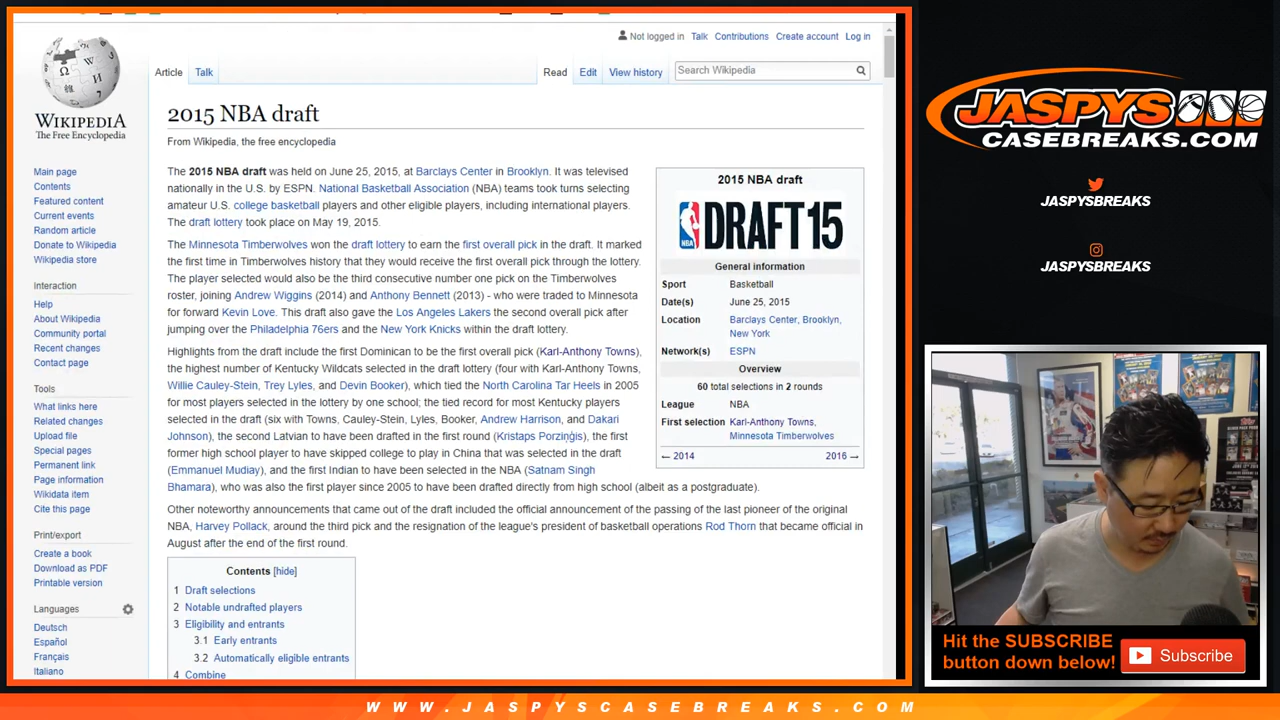 Not logged in Talk Contributions Create account Log in
Article Talk Read Edit View history Search Wikipedia
WIKIPEDIA
The Free Encyclopedia
Main page
Contents
Featured content
Current events
Random article
Donate to Wikipedia
Wikipedia store
Interaction
Help
About Wikipedia
Community portal
Recent changes
Contact page
Tools
What links here
Related changes
Upload file
Special pages
Permanent link
Page information
Wikidata item
Cite this page
Print/export
Create a book
Download as PDF
Printable version
Languages
Deutsch
Español
Français
Italiano
2015 NBA draft
From Wikipedia, the free encyclopedia
The 2015 NBA draft was held on June 25, 2015, at Barclays Center in Brooklyn. It was televised
nationally in the U.S. by ESPN. National Basketball Association (NBA) teams took turns selecting
amateur U.S. college basketball players and other eligible players, including international players.
The draft lottery took place on May 19, 2015.
The Minnesota Timberwolves won the draft lottery to earn the first overall pick in the draft. It marked
the first time in Timberwolves history that they would receive the first overall pick through the lottery.
The player selected would also be the third consecutive number one pick on the Timberwolves
roster, joining Andrew Wiggins (2014) and Anthony Bennett (2013) - who were traded to Minnesota
for forward Kevin Love. This draft also gave the Los Angeles Lakers the second overall pick after
jumping over the Philadelphia 76ers and the New York Knicks within the draft lottery.
Highlights from the draft include the first Dominican to be the first overall pick (Karl-Anthony Towns),
the highest number of Kentucky Wildcats selected in the draft lottery (four with Karl-Anthony Towns,
Willie Cauley-Stein, Trey Lyles, and Devin Booker), which tied the North Carolina Tar Heels in 2005
for most players selected in the lottery by one school; the tied record for most Kentucky players
selected in the draft (six with Towns, Cauley-Stein, Lyles, Booker, Andrew Harrison, and Dakari
Johnson), the second Latvian to have been drafted in the first round (Kristaps Porziņģis), the first
former high school player to have skipped college to play in China that was selected in the draft
(Emmanuel Mudiay), and the first Indian to have been selected in the NBA (Satnam Singh
Bhamara), who was also the first player since 2005 to have been drafted directly from high school (albeit as a postgraduate).
Other noteworthy announcements that came out of the draft included the official announcement of the passing of the last pioneer of the original
NBA, Harvey Pollack, around the third pick and the resignation of the league's president of basketball operations Rod Thorn that became official in
August after the end of the first round.
Contents [hide]
1 Draft selections
2 Notable undrafted players
3 Eligibility and entrants
3.1 Early entrants
3.2 Automatically eligible entrants
4 Combine
2015 NBA draft
NBA DRAFT15
General information
Sport Basketball
Date(s) June 25, 2015
Location Barclays Center, Brooklyn,
New York
Network(s) ESPN
Overview
60 total selections in 2 rounds
League NBA
First selection Karl-Anthony Towns,
Minnesota Timberwolves
← 2014 2016 →
JASPYS
CASEBREAKS.COM
JASPYSBREAKS
JASPYSBREAKS
Hit the SUBSCRIBE
button down below!
Subscribe
WWW.JASPYSCASEBREAKS.COM